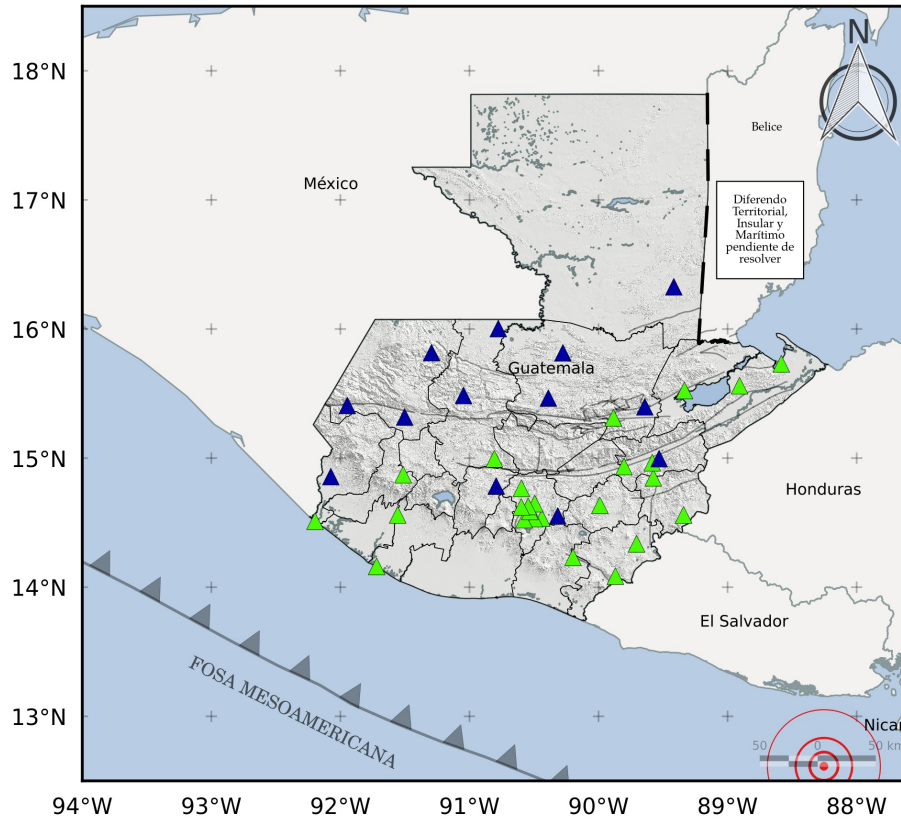 N
18°N
Belice
México
17°N
Diferendo
Territorial,
Insular y
Marítimo
pendiente de
resolver
16°N
Guatemala
15°N
Honduras
14°N
El Salvador
FOSA MESOAMERICANA
13°N
Nicar
50 0 50 km
94°W 93°W 92°W 91°W 90°W 89°W 88°W